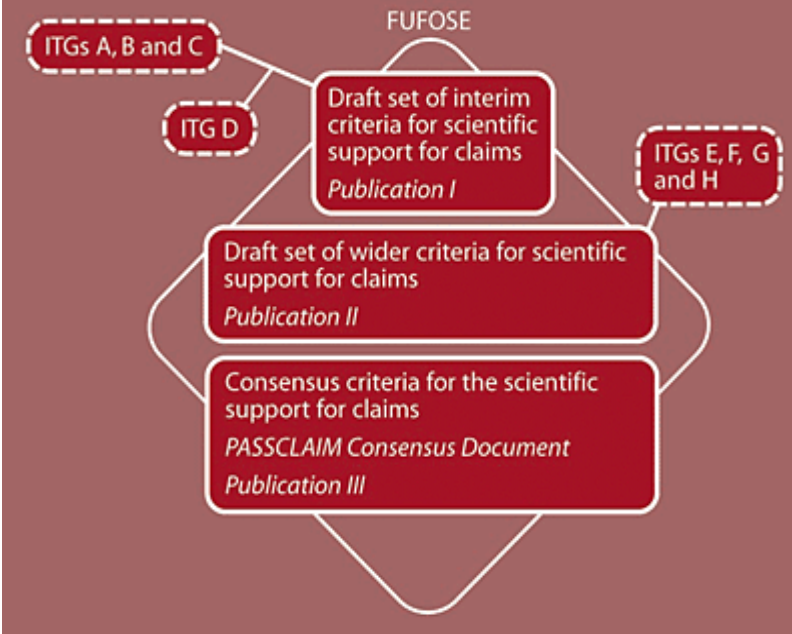 FUFOSE
ITGs A, B and C
ITG D
Draft set of interim
criteria for scientific
support for claims
Publication I
ITGs E, F, G
and H
Draft set of wider criteria for scientific
support for claims
Publication II
Consensus criteria for the scientific
support for claims
PASSCLAIM Consensus Document
Publication III